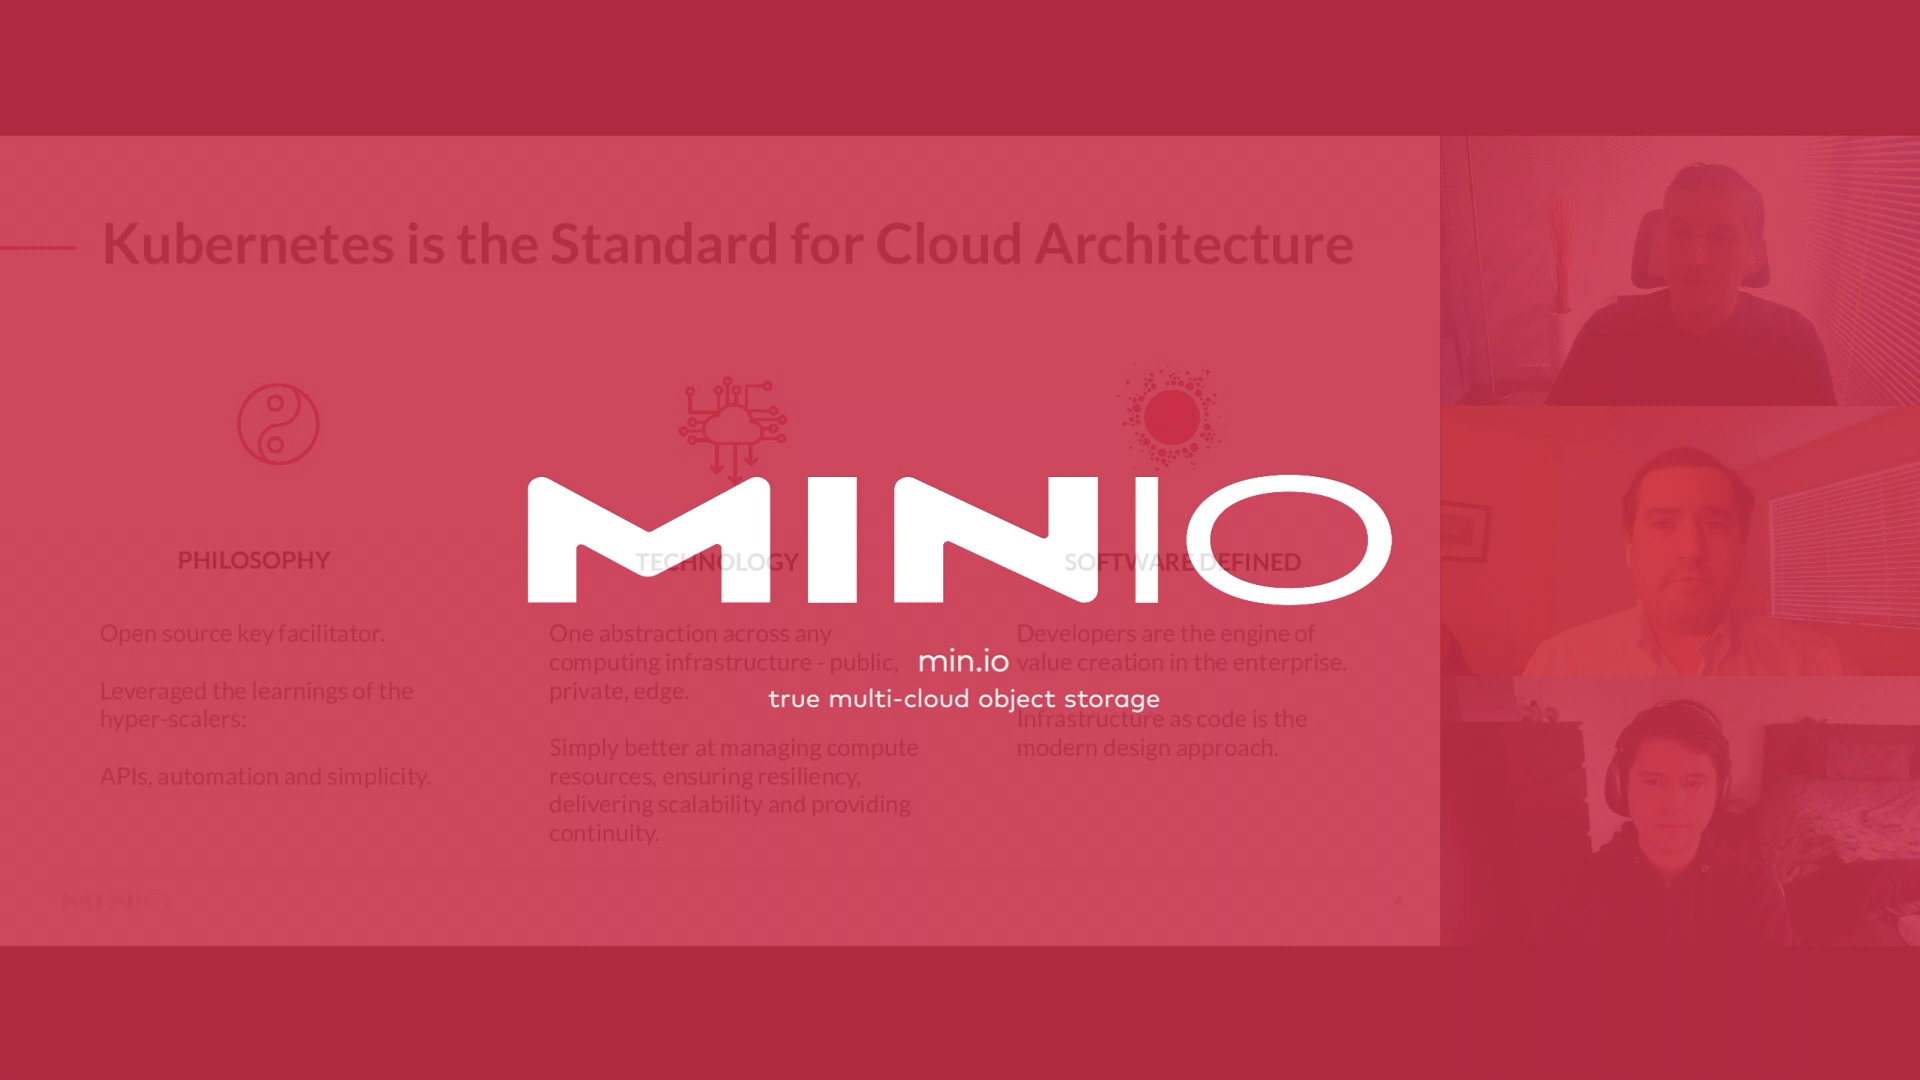 Kubernetes is the Standard for Cloud Architecture
MINIO
PHILOSOPHY
TECHNOLOGY
SOFTWARE DEFINED
Open source key facilitator.
Leveraged the learnings of the
hyper-scalers:
APIs, automation and simplicity.
One abstraction across any
computing infrastructure - public,
private, edge.
Simply better at managing compute
resources, ensuring resiliency,
delivering scalability and providing
continuity.
Developers are the engine of
value creation in the enterprise.
Infrastructure as code is the
modern design approach.
min.io
true multi-cloud object storage
MINIO
4